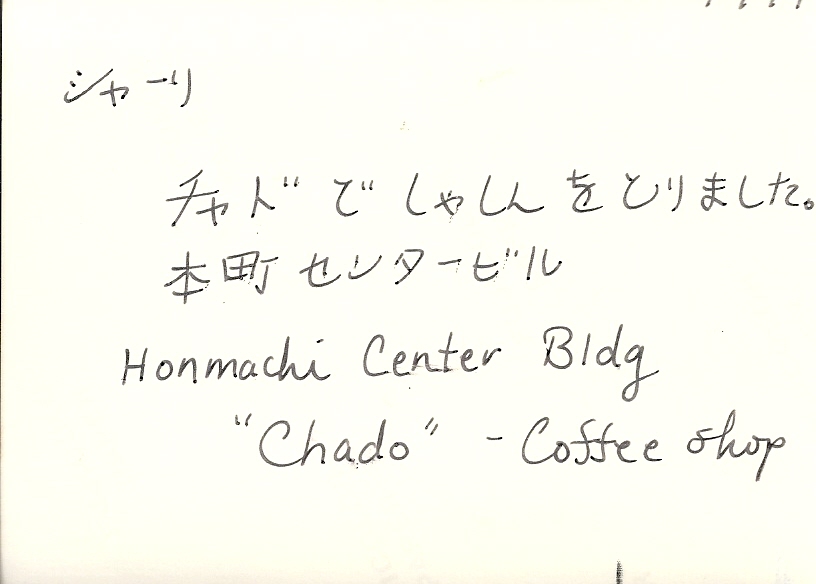 シャーリ
チャドでしゃしんをとりました。
本町センタービル
Honmachi Center Bldg
"Chado" - Coffee shop